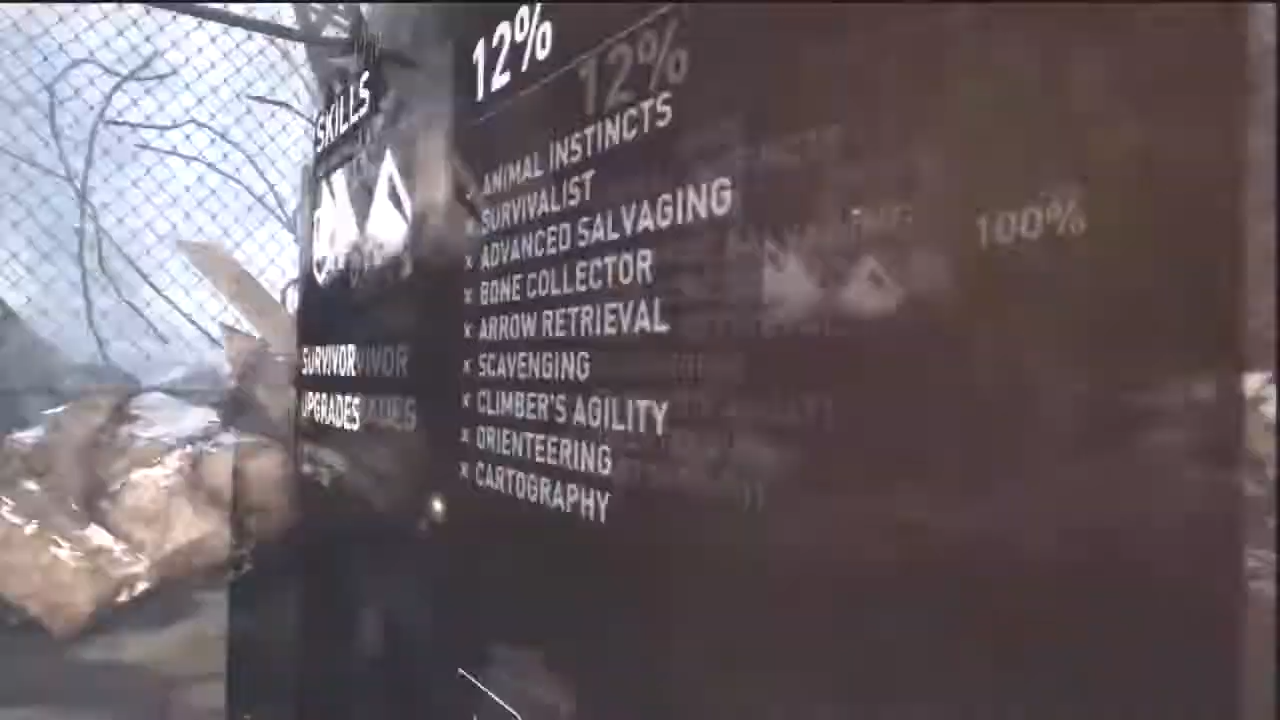 12%
12%
SKILLS
ANIMAL INSTINCTS
SURVIVALIST
ADVANCED SALVAGING
100%
BONE COLLECTOR
ARROW RETRIEVAL
SURVIVOR
SCAVENGING
UPGRADES
CLIMBER'S AGILITY
ORIENTEERING
CARTOGRAPHY